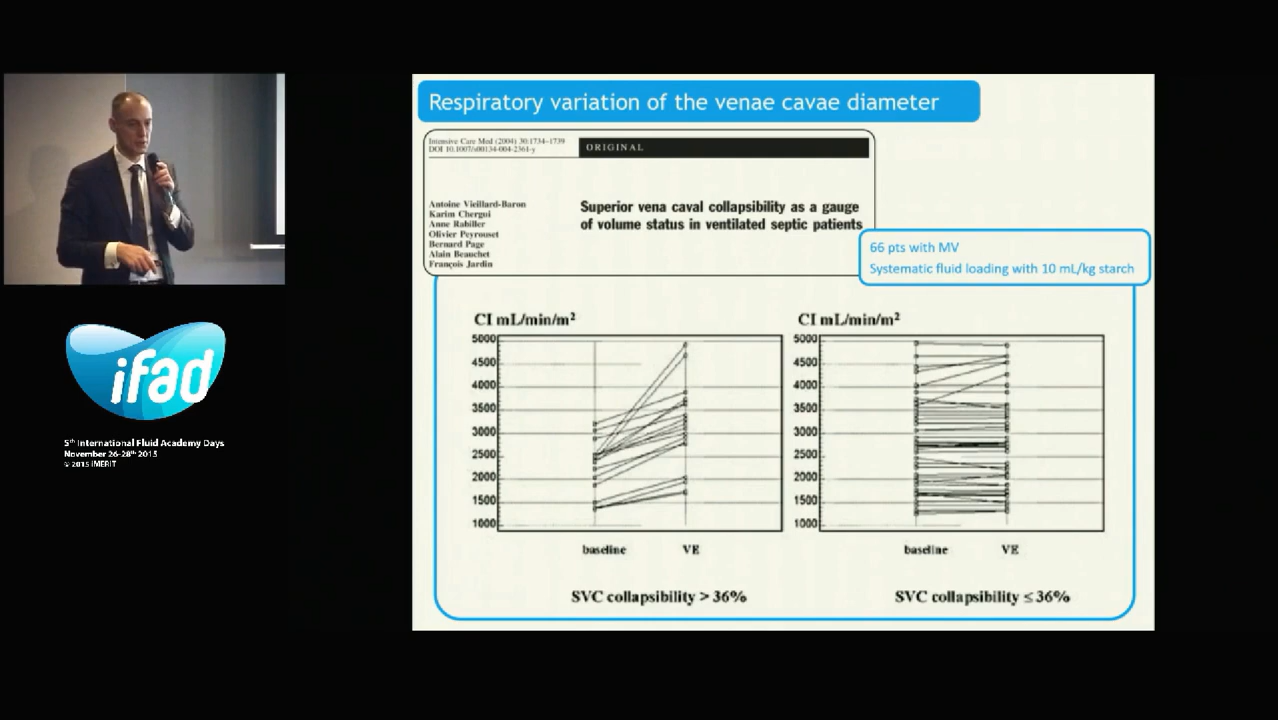 Respiratory variation of the venae cavae diameter
Intensive Care Med (2004) 30:1734–1739
DOI 10.1007/s00134-004-2361-y
ORIGINAL
Antoine Vieillard-Baron
Karim Chergui
Anne Rabiller
Olivier Peyrouset
Bernard Page
Alain Beauchet
François Jardin
Superior vena caval collapsibility as a gauge
of volume status in ventilated septic patients
66 pts with MV
Systematic fluid loading with 10 mL/kg starch
CI mL/min/m²
5000
4500
4000
3500
3000
2500
2000
1500
1000
baseline VE
SVC collapsibility > 36%
CI mL/min/m²
5000
4500
4000
3500
3000
2500
2000
1500
1000
baseline VE
SVC collapsibility ≤ 36%
ifad
5th International Fluid Academy Days
November 26-28th 2015
© 2015 iMERiT